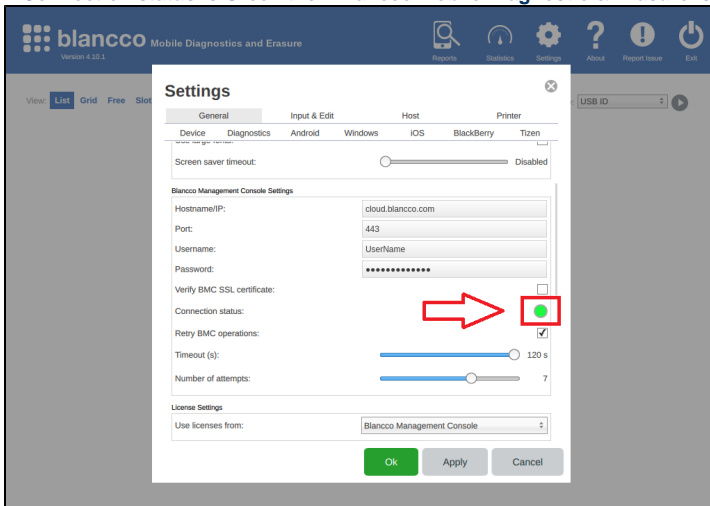 blancco Mobile Diagnostics and Erasure
Version 4.10.1
Reports Statistics Settings About Report Issue Exit
View: List Grid Free Slot
USB ID
Settings
General Input & Edit Host Printer
Device Diagnostics Android Windows iOS BlackBerry Tizen
Screen saver timeout: Disabled
Blancco Management Console Settings
Hostname/IP: cloud.blancco.com
Port: 443
Username: UserName
Password: •••••••••••••
Verify BMC SSL certificate:
Connection status:
Retry BMC operations:
Timeout (s): 120 s
Number of attempts: 7
License Settings
Use licenses from: Blancco Management Console
Ok Apply Cancel